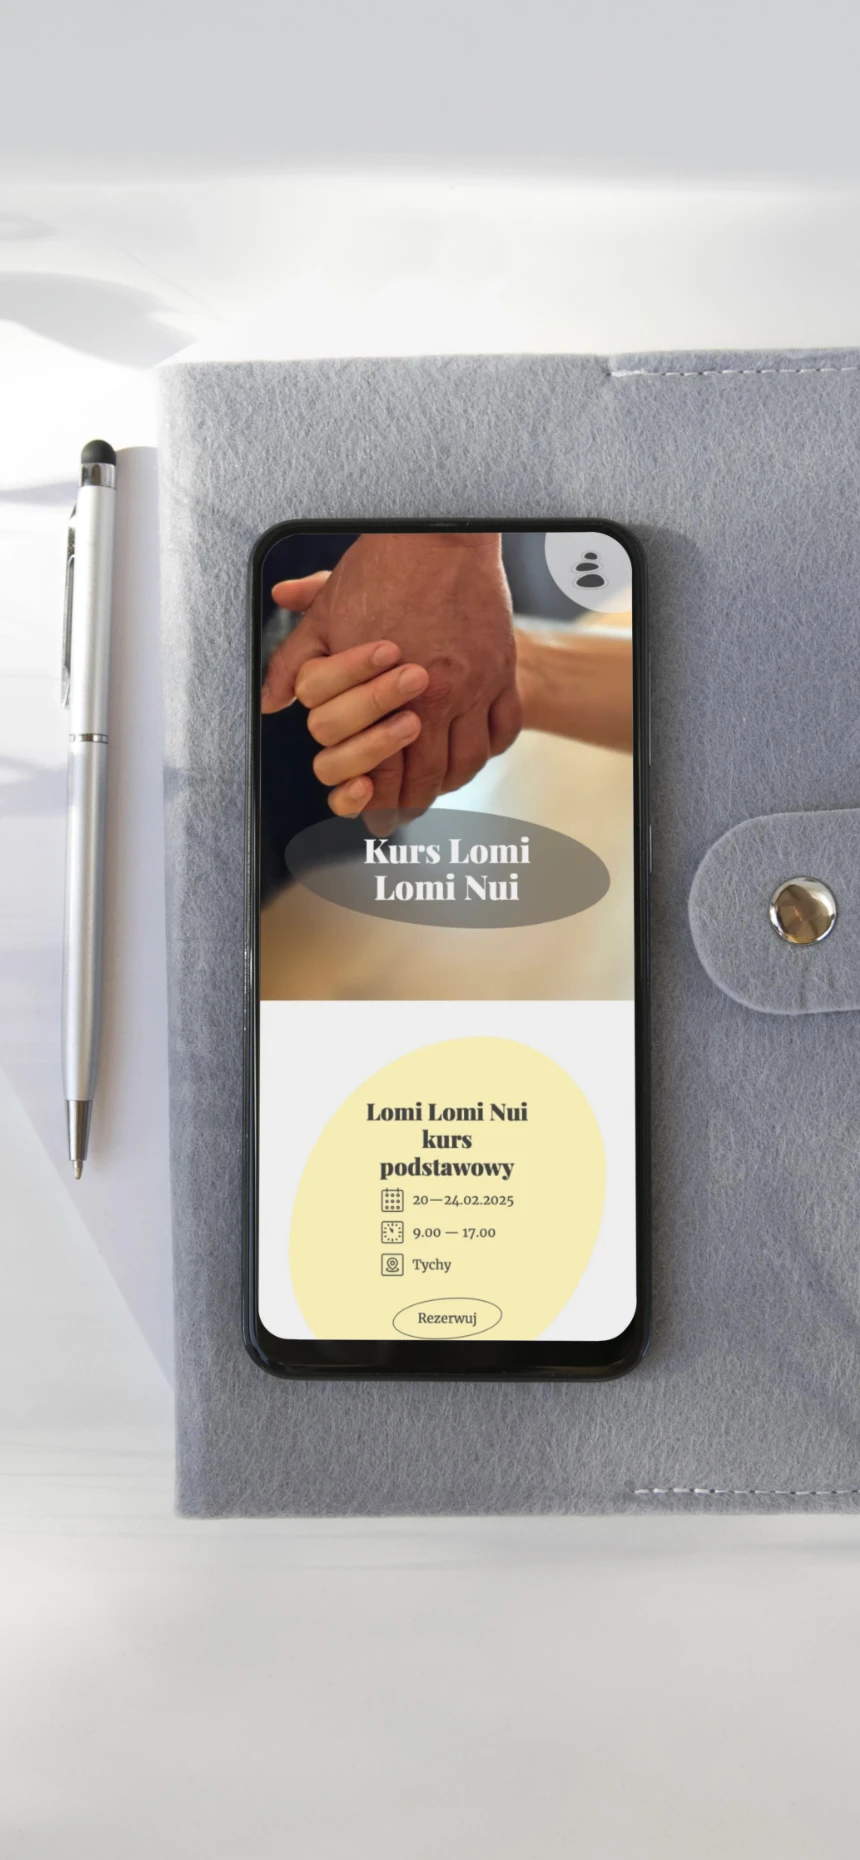 Kurs Lomi
Lomi Nui
Lomi Lomi Nui
kurs
podstawowy
20—24.02.2025
9.00 — 17.00
Tychy
Rezerwuj